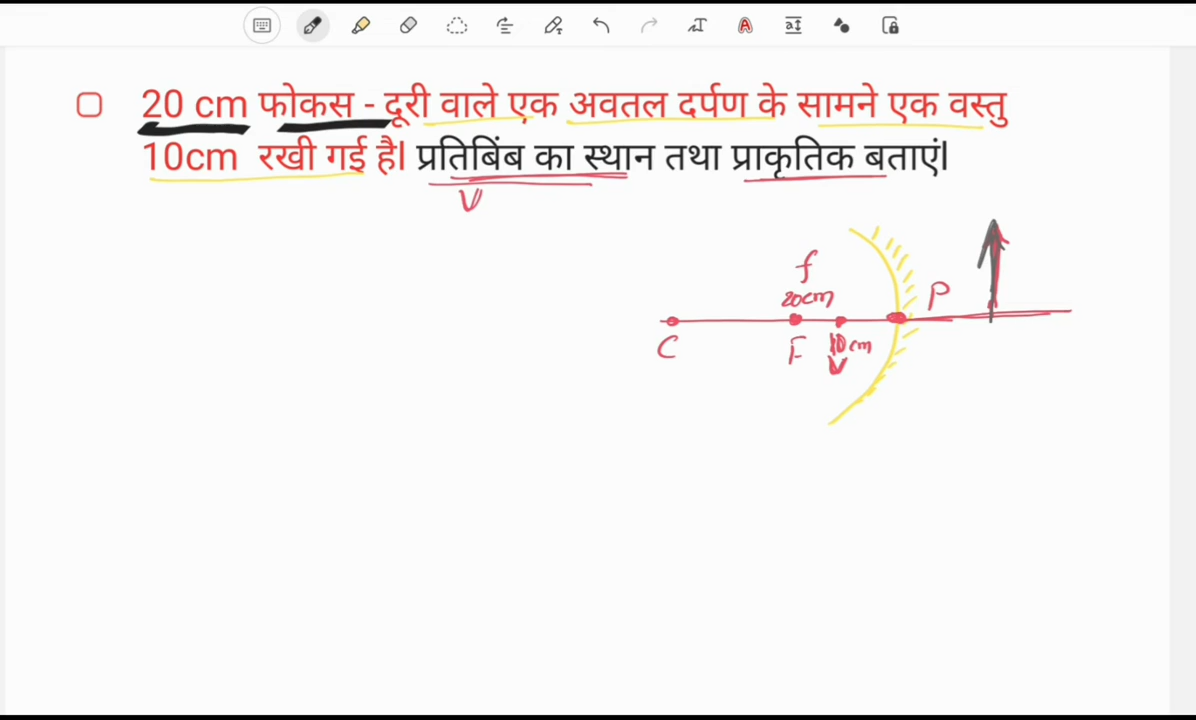 20 cm फोकस - दूरी वाले एक अवतल दर्पण के सामने एक वस्तु
10cm रखी गई है। प्रतिबिंब का स्थान तथा प्राकृतिक बताएं।
V
f
20cm
P
C
F
10cm
V